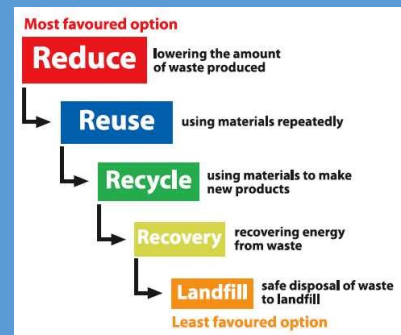 Most favoured option
Reduce
lowering the amount
of waste produced
Reuse
using materials repeatedly
Recycle
using materials to make
new products
Recovery
recovering energy
from waste
Landfill
safe disposal of waste
to landfill
Least favoured option